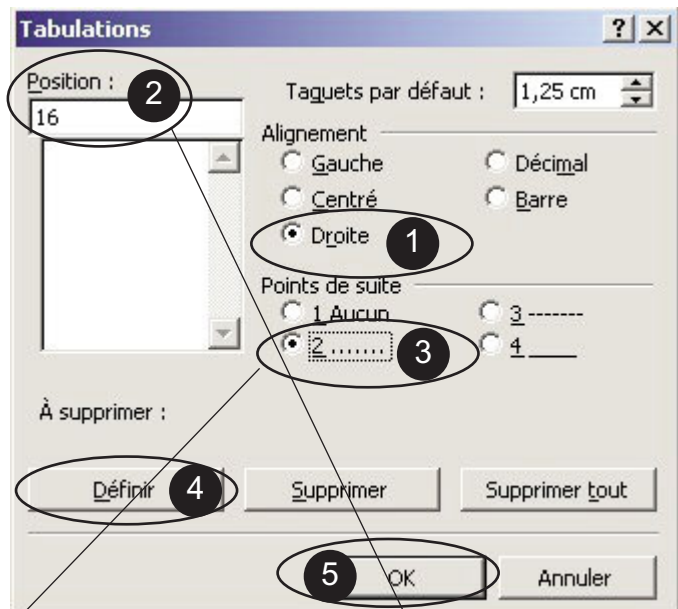 Tabulations
Position :
2
16
Taquets par défaut :
1,25 cm
Alignement
Gauche
Décimal
Centré
Barre
Droite
1
Points de suite
1 Aucun
3 -------
2 .......
3
4 ____
À supprimer :
Définir
4
Supprimer
Supprimer tout
5
OK
Annuler